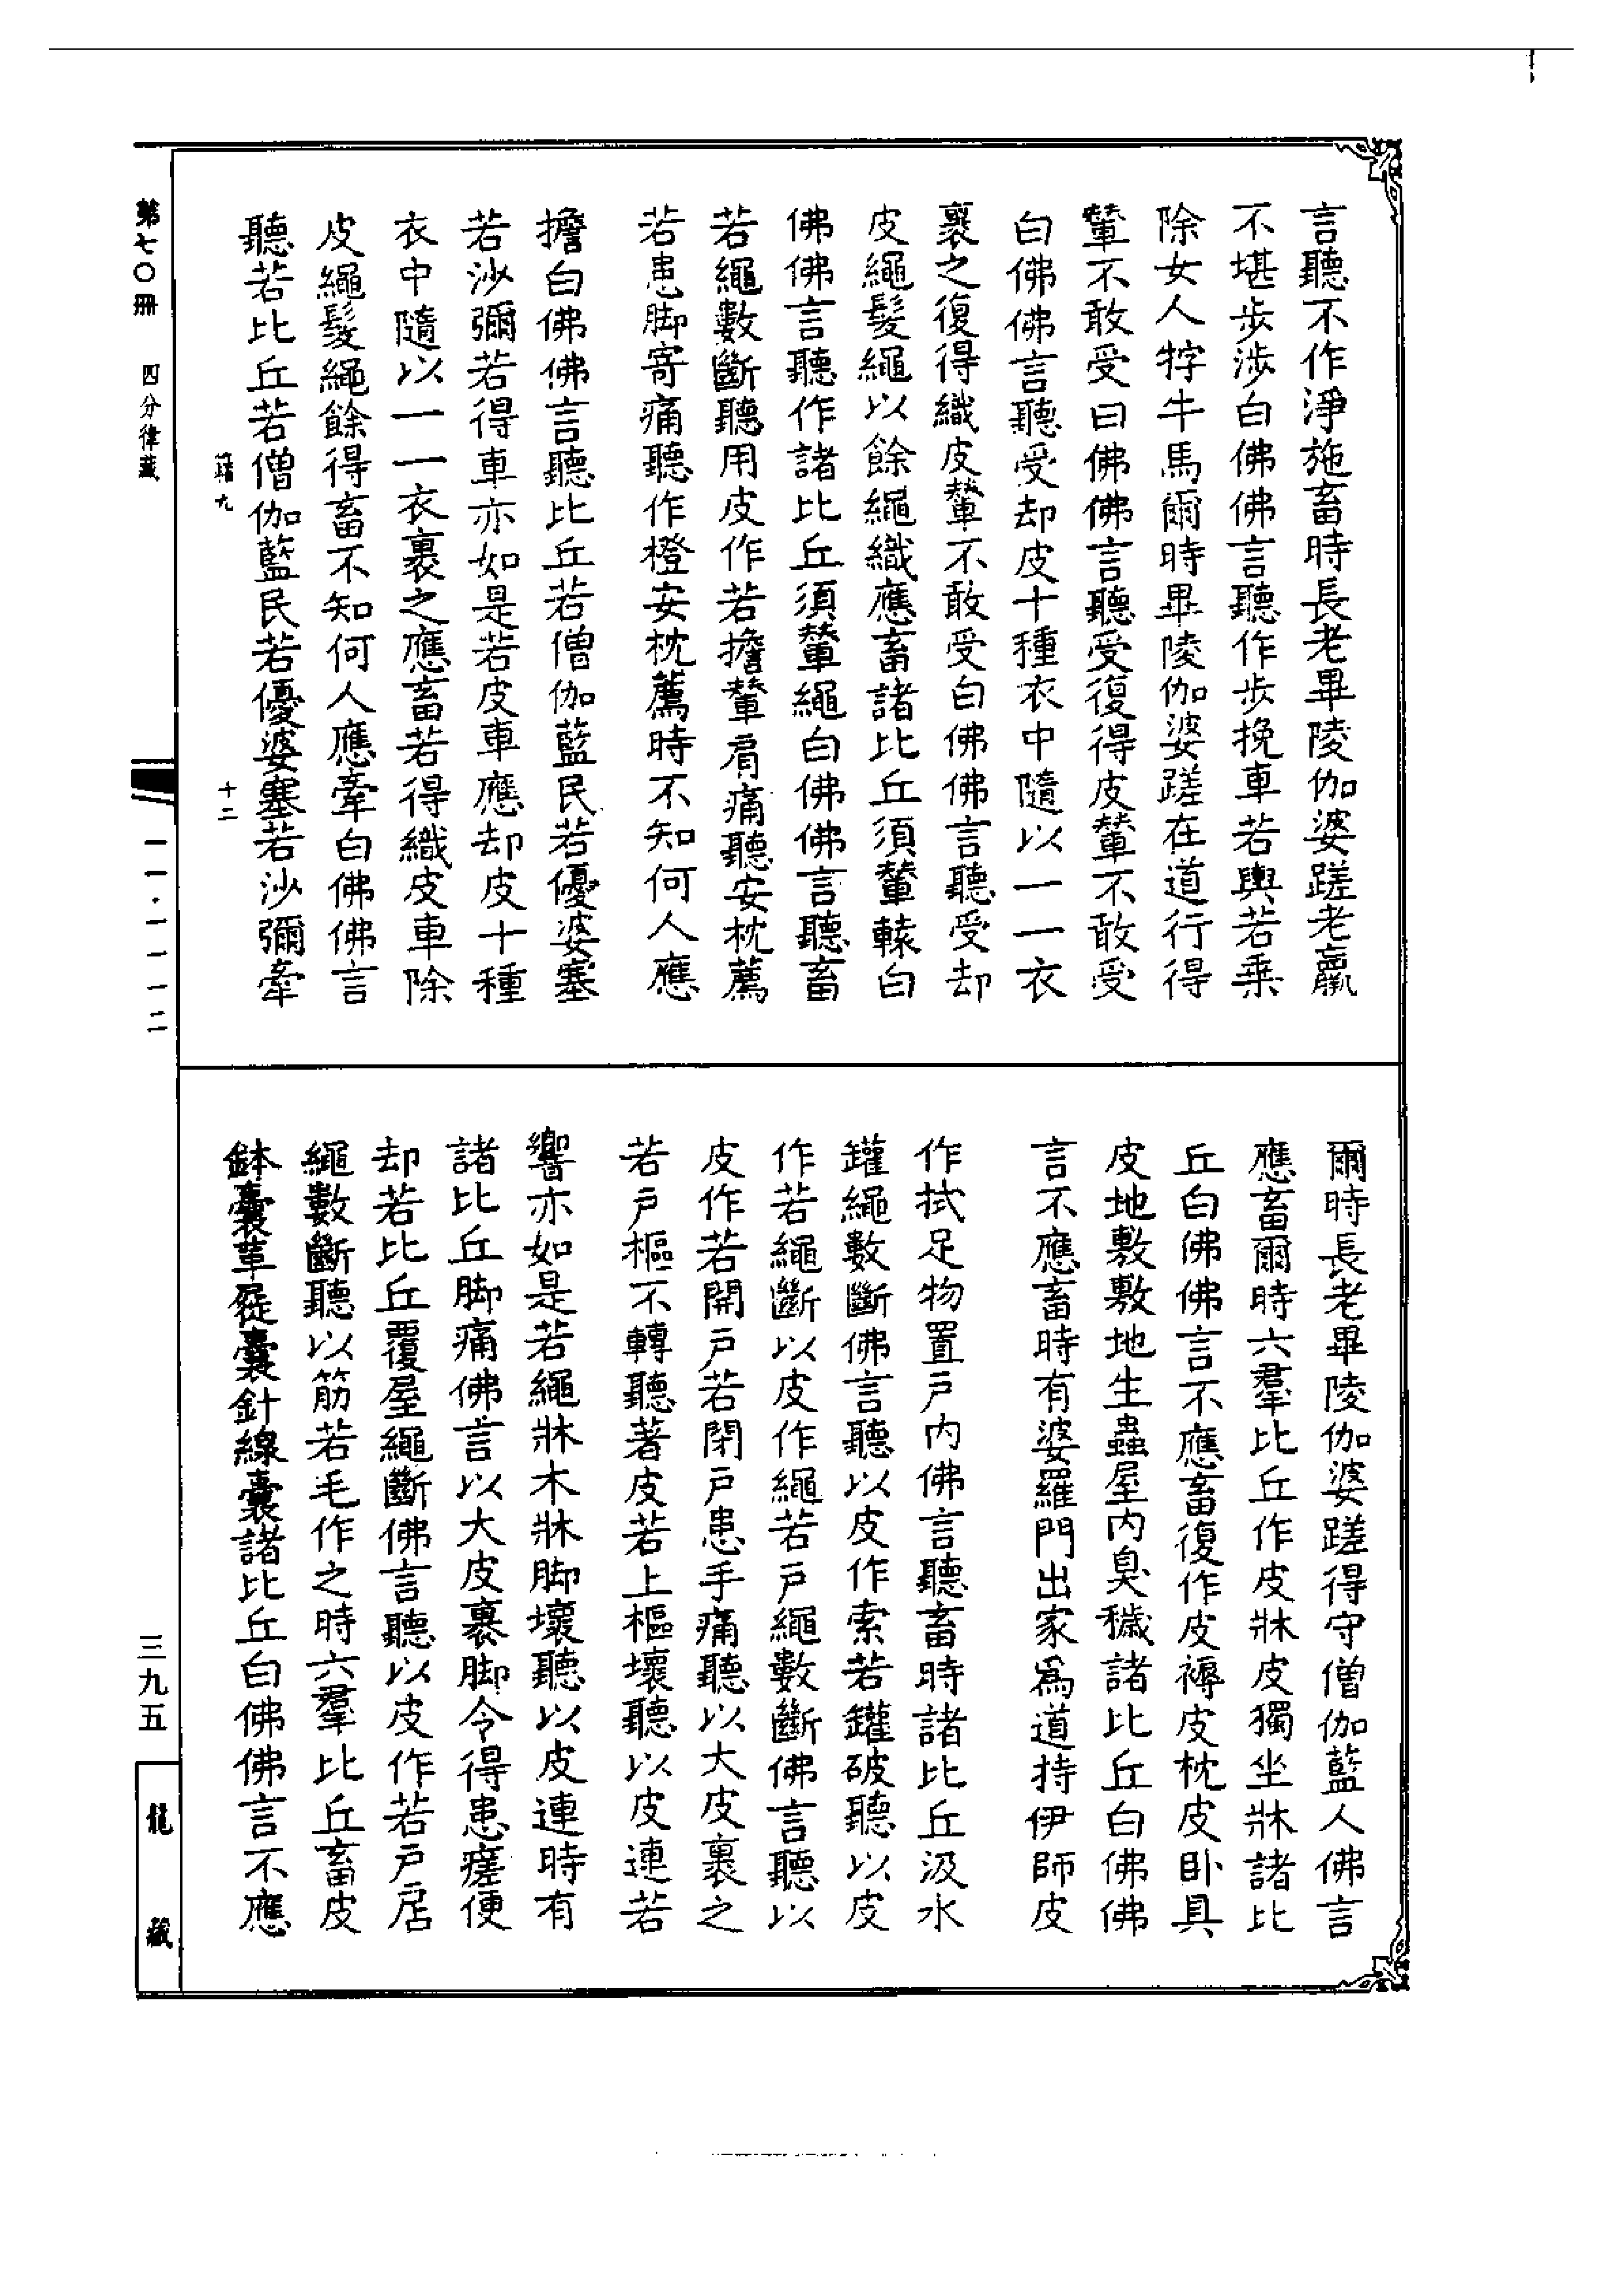 言聽不作淨施畜時長老畢陵伽婆蹉老羸
不堪步涉白佛佛言聽作步挽車若輿若乘
除女人牸牛馬爾時畢陵伽婆蹉在道行得
輦不敢受曰佛佛言聽受復得皮輦不敢受
白佛佛言聽受却皮十種衣中隨以一一衣
裹之復得織皮輦不敢受白佛佛言聽受却
皮繩髮繩以餘繩織應畜諸比丘須輦轅白
佛佛言聽作諸比丘須輦繩白佛佛言聽畜
若繩數斷聽用皮作若擔輦肩痛聽安枕薦
若患脚寄痛聽作橙安枕薦時不知何人應
擔白佛佛言聽比丘若僧伽藍民若優婆塞
若沙彌若得車亦如是若皮車應却皮十種
衣中隨以一一衣裹之應畜若得織皮車除
皮繩髮繩餘得畜不知何人應牽白佛佛言
聽若比丘若僧伽藍民若優婆塞若沙彌牽
爾時長老畢陵伽婆蹉得守僧伽藍人佛言
應畜爾時六羣比丘作皮牀皮獨坐牀諸比
丘白佛佛言不應畜復作皮褥皮枕皮卧具
皮地敷敷地生蟲屋内臭穢諸比丘白佛佛
言不應畜時有婆羅門出家爲道持伊師皮
作拭足物置戶内佛言聽畜時諸比丘汲水
罐繩數斷佛言聽以皮作索若罐破聽以皮
作若繩斷以皮作繩若戶繩數斷佛言聽以
皮作若開戶若閉戶患手痛聽以大皮裹之
若戶樞不轉聽著皮若上樞壞聽以皮連若
響亦如是若繩牀木牀脚壞聽以皮連時有
諸比丘脚痛佛言以大皮裹脚令得患瘥便
却若比丘覆屋繩斷佛言聽以皮作若戶㡳
繩數斷聽以筋若毛作之時六羣比丘畜皮
鉢囊革屣囊針線囊諸比丘白佛佛言不應
第七〇冊　四分律藏
籍九　十二
一一·一一一二
三九五
龍藏